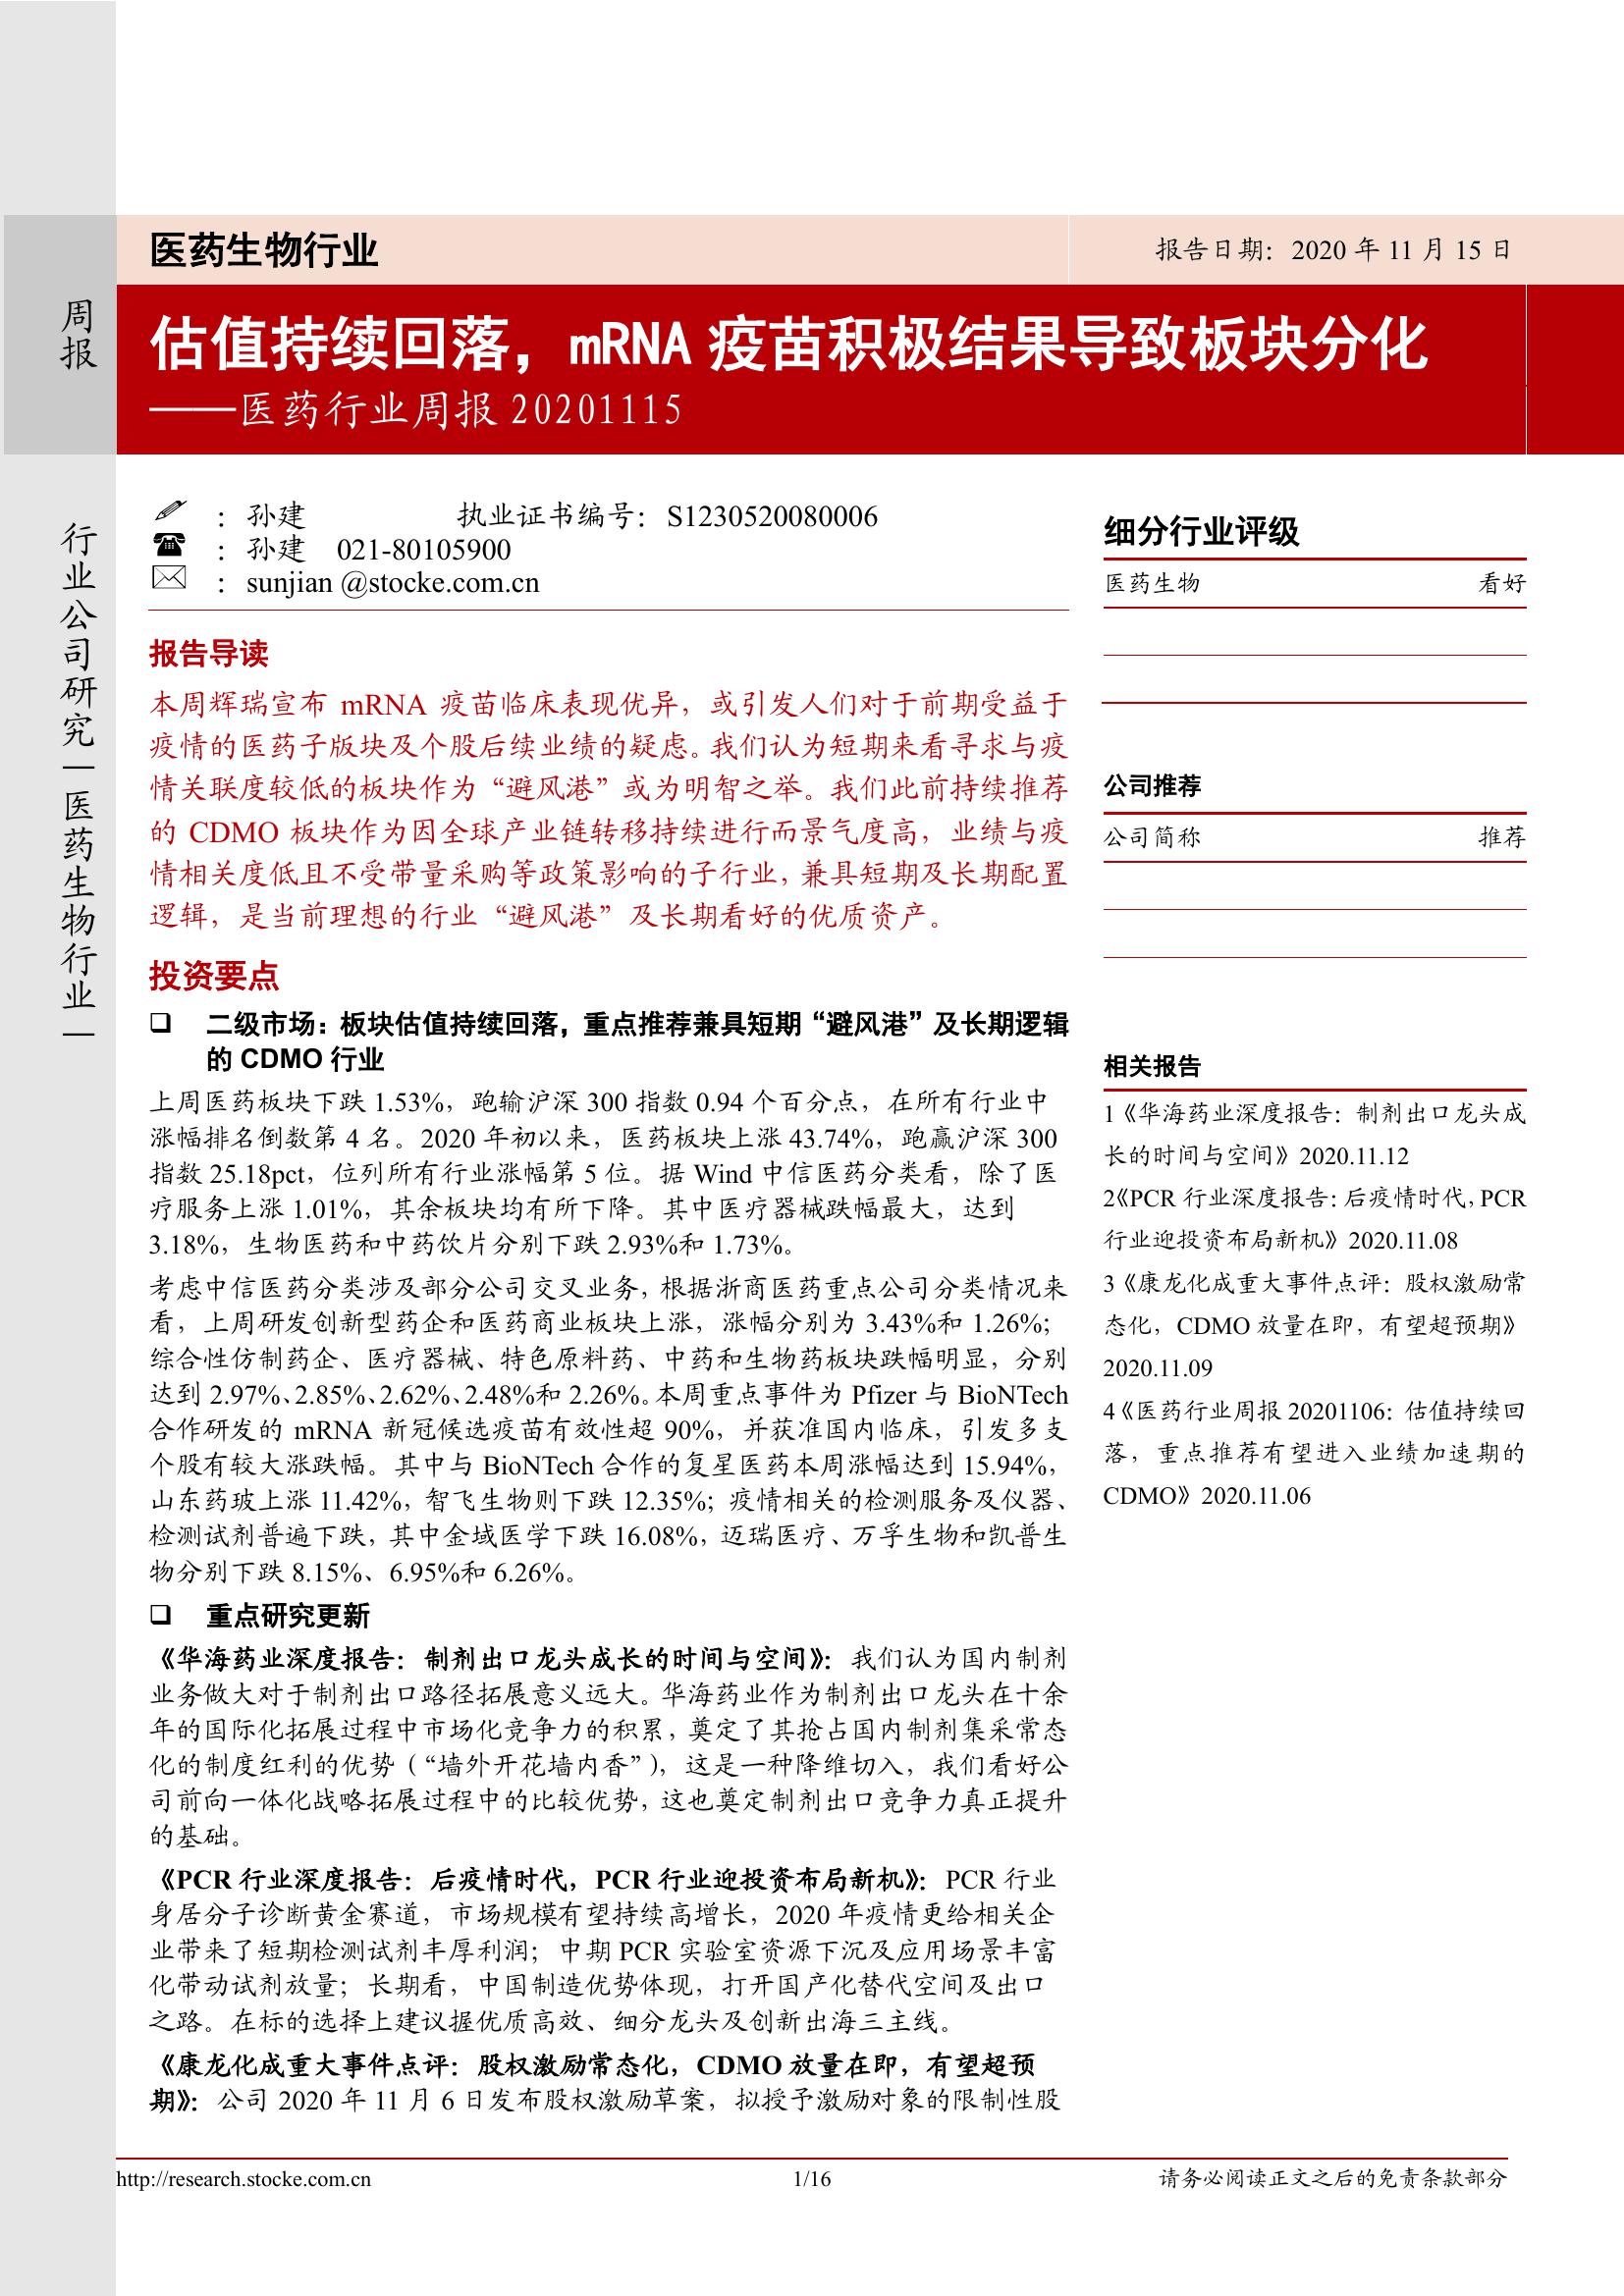 医药生物行业
报告日期：2020 年 11 月 15 日
周报
估值持续回落，mRNA 疫苗积极结果导致板块分化
——医药行业周报 20201115
行业公司研究|医药生物行业|
：孙建 执业证书编号：S1230520080006
：孙建 021-80105900
：sunjian @stocke.com.cn
报告导读
本周辉瑞宣布 mRNA 疫苗临床表现优异，或引发人们对于前期受益于
疫情的医药子版块及个股后续业绩的疑虑。我们认为短期来看寻求与疫
情关联度较低的板块作为“避风港”或为明智之举。我们此前持续推荐
的 CDMO 板块作为因全球产业链转移持续进行而景气度高，业绩与疫
情相关度低且不受带量采购等政策影响的子行业，兼具短期及长期配置
逻辑，是当前理想的行业“避风港”及长期看好的优质资产。
投资要点
❑ 二级市场：板块估值持续回落，重点推荐兼具短期“避风港”及长期逻辑
的 CDMO 行业
上周医药板块下跌 1.53%，跑输沪深 300 指数 0.94 个百分点，在所有行业中
涨幅排名倒数第 4 名。2020 年初以来，医药板块上涨 43.74%，跑赢沪深 300
指数 25.18pct，位列所有行业涨幅第 5 位。据 Wind 中信医药分类看，除了医
疗服务上涨 1.01%，其余板块均有所下降。其中医疗器械跌幅最大，达到
3.18%，生物医药和中药饮片分别下跌 2.93%和 1.73%。
考虑中信医药分类涉及部分公司交叉业务，根据浙商医药重点公司分类情况来
看，上周研发创新型药企和医药商业板块上涨，涨幅分别为 3.43%和 1.26%；
综合性仿制药企、医疗器械、特色原料药、中药和生物药板块跌幅明显，分别
达到 2.97%、2.85%、2.62%、2.48%和 2.26%。本周重点事件为 Pfizer 与 BioNTech
合作研发的 mRNA 新冠候选疫苗有效性超 90%，并获准国内临床，引发多支
个股有较大涨跌幅。其中与 BioNTech 合作的复星医药本周涨幅达到 15.94%，
山东药玻上涨 11.42%，智飞生物则下跌 12.35%；疫情相关的检测服务及仪器、
检测试剂普遍下跌，其中金域医学下跌 16.08%，迈瑞医疗、万孚生物和凯普生
物分别下跌 8.15%、6.95%和 6.26%。
❑ 重点研究更新
《华海药业深度报告：制剂出口龙头成长的时间与空间》：我们认为国内制剂
业务做大对于制剂出口路径拓展意义远大。华海药业作为制剂出口龙头在十余
年的国际化拓展过程中市场化竞争力的积累，奠定了其抢占国内制剂集采常态
化的制度红利的优势（“墙外开花墙内香”），这是一种降维切入，我们看好公
司前向一体化战略拓展过程中的比较优势，这也奠定制剂出口竞争力真正提升
的基础。
《PCR 行业深度报告：后疫情时代，PCR 行业迎投资布局新机》：PCR 行业
身居分子诊断黄金赛道，市场规模有望持续高增长，2020 年疫情更给相关企
业带来了短期检测试剂丰厚利润；中期 PCR 实验室资源下沉及应用场景丰富
化带动试剂放量；长期看，中国制造优势体现，打开国产化替代空间及出口
之路。在标的选择上建议握优质高效、细分龙头及创新出海三主线。
《康龙化成重大事件点评：股权激励常态化，CDMO 放量在即，有望超预
期》：公司 2020 年 11 月 6 日发布股权激励草案，拟授予激励对象的限制性股
细分行业评级
医药生物 看好
公司推荐
公司简称 推荐
相关报告
1《华海药业深度报告：制剂出口龙头成
长的时间与空间》2020.11.12
2《PCR 行业深度报告：后疫情时代，PCR
行业迎投资布局新机》2020.11.08
3《康龙化成重大事件点评：股权激励常
态化，CDMO 放量在即，有望超预期》
2020.11.09
4《医药行业周报 20201106：估值持续回
落，重点推荐有望进入业绩加速期的
CDMO》2020.11.06
http://research.stocke.com.cn
1/16
请务必阅读正文之后的免责条款部分